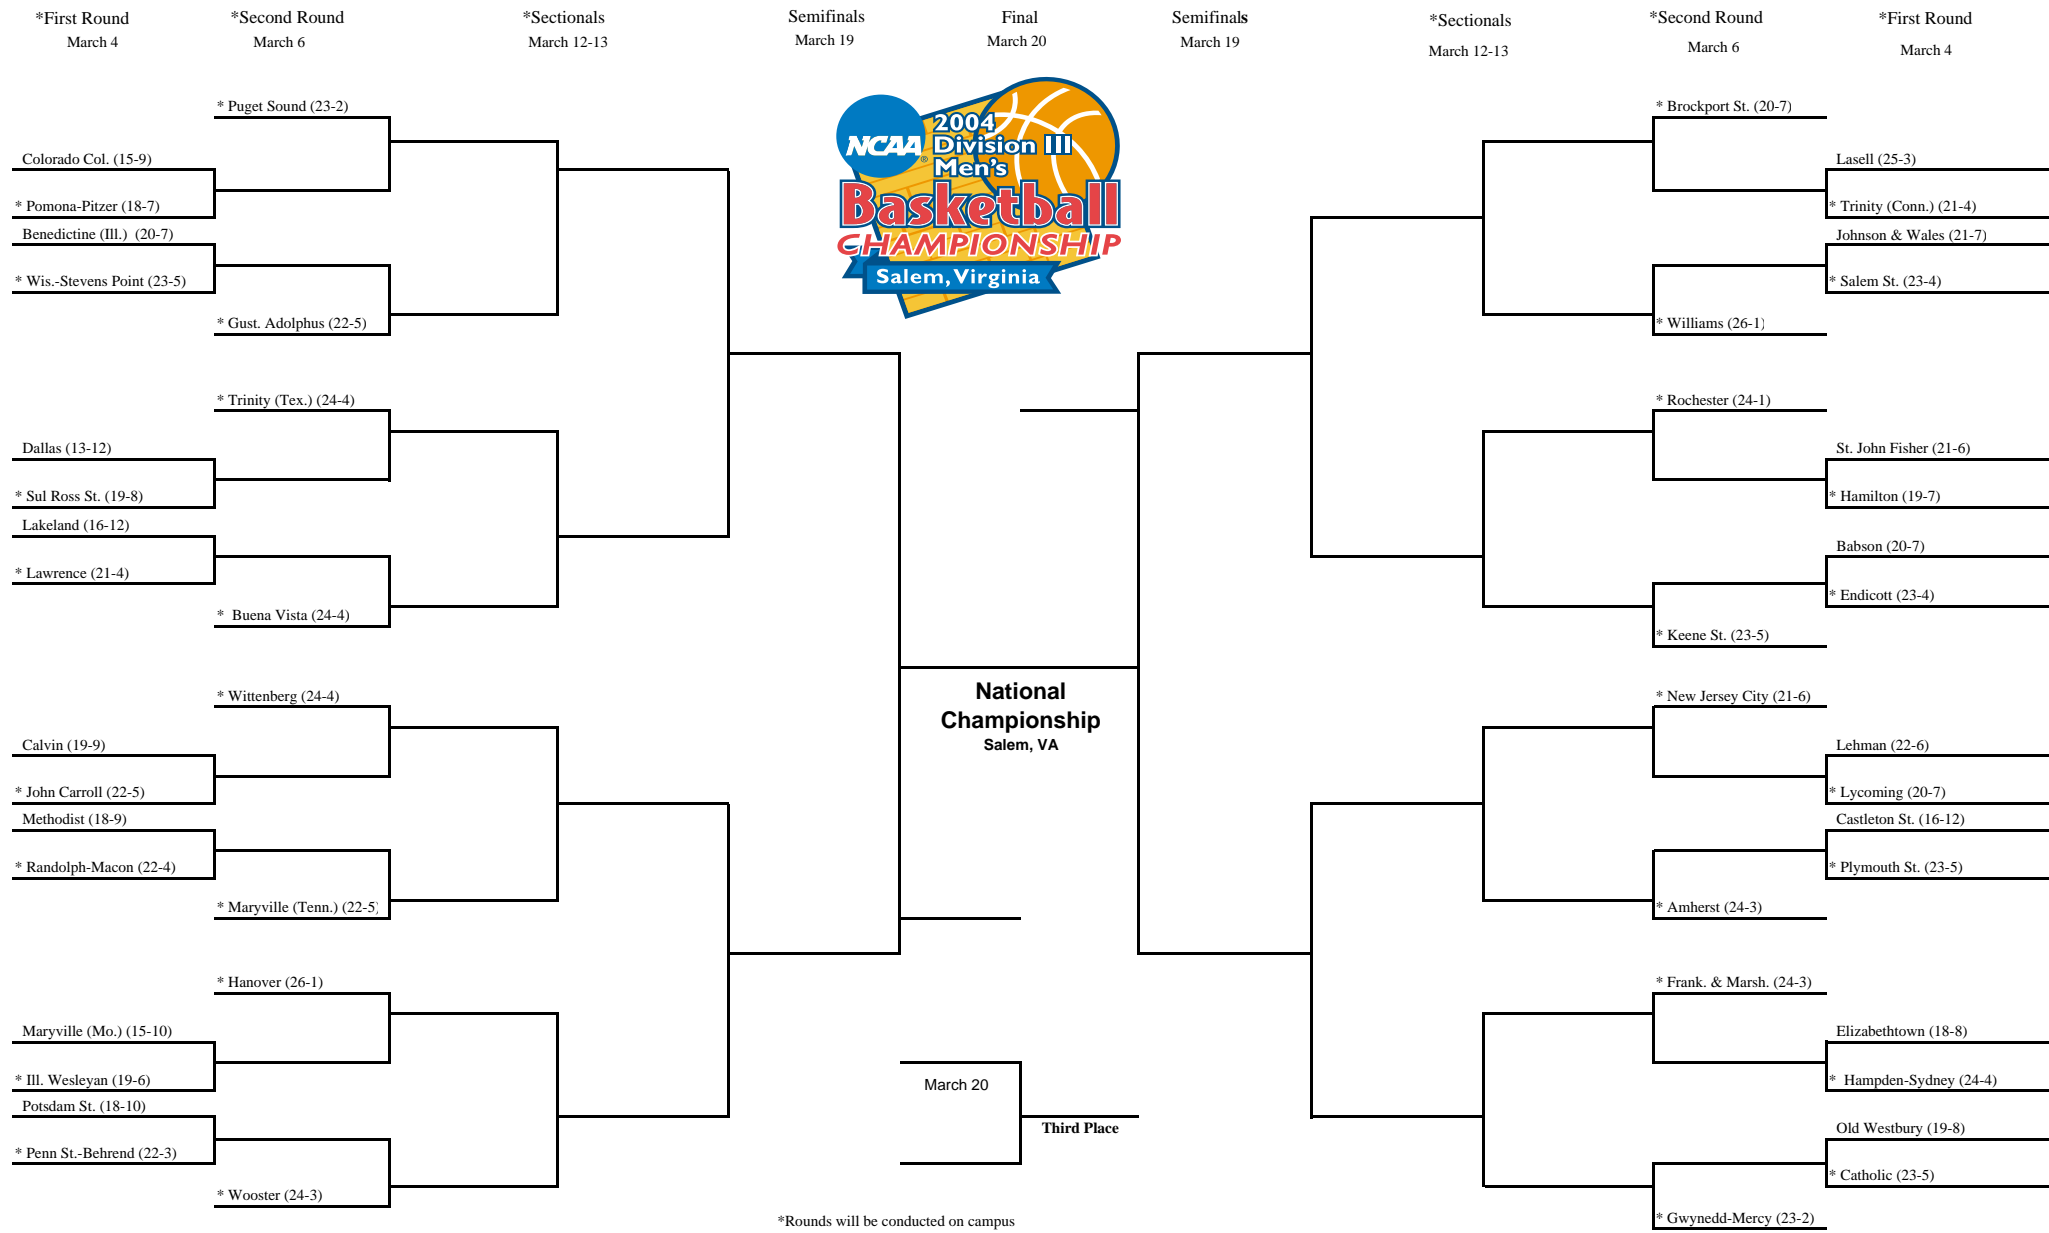 *First Round
March 4
*Second Round
March 6
*Sectionals
March 12-13
Semifinals
March 19
Final
March 20
Semifinals
March 19
*Sectionals
March 12-13
*Second Round
March 6
*First Round
March 4
NCAA
®
2004
Division III
Men's
Basketball
CHAMPIONSHIP
Salem, Virginia
* Puget Sound (23-2)
Colorado Col. (15-9)
* Pomona-Pitzer (18-7)
Benedictine (Ill.) (20-7)
* Wis.-Stevens Point (23-5)
* Gust. Adolphus (22-5)
* Trinity (Tex.) (24-4)
Dallas (13-12)
* Sul Ross St. (19-8)
Lakeland (16-12)
* Lawrence (21-4)
* Buena Vista (24-4)
* Wittenberg (24-4)
Calvin (19-9)
* John Carroll (22-5)
Methodist (18-9)
* Randolph-Macon (22-4)
* Maryville (Tenn.) (22-5)
* Hanover (26-1)
Maryville (Mo.) (15-10)
* Ill. Wesleyan (19-6)
Potsdam St. (18-10)
* Penn St.-Behrend (22-3)
* Wooster (24-3)
National
Championship
Salem, VA
March 20
Third Place
*Rounds will be conducted on campus
* Brockport St. (20-7)
Lasell (25-3)
* Trinity (Conn.) (21-4)
Johnson & Wales (21-7)
* Salem St. (23-4)
* Williams (26-1)
* Rochester (24-1)
St. John Fisher (21-6)
* Hamilton (19-7)
Babson (20-7)
* Endicott (23-4)
* Keene St. (23-5)
* New Jersey City (21-6)
Lehman (22-6)
* Lycoming (20-7)
Castleton St. (16-12)
* Plymouth St. (23-5)
* Amherst (24-3)
* Frank. & Marsh. (24-3)
Elizabethtown (18-8)
* Hampden-Sydney (24-4)
Old Westbury (19-8)
* Catholic (23-5)
* Gwynedd-Mercy (23-2)